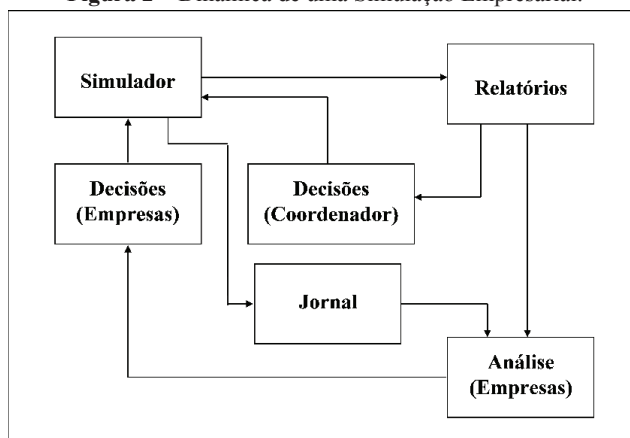 Figura 2 – Dinâmica de uma Simulação Empresarial.
Simulador
Relatórios
Decisões
(Empresas)
Decisões
(Coordenador)
Jornal
Análise
(Empresas)